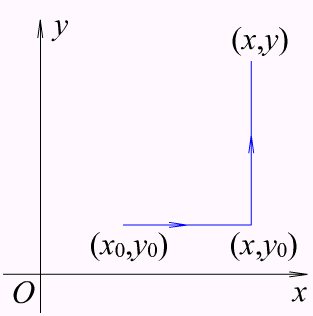 y
(x,y)
(x₀,y₀)
(x,y₀)
O
x